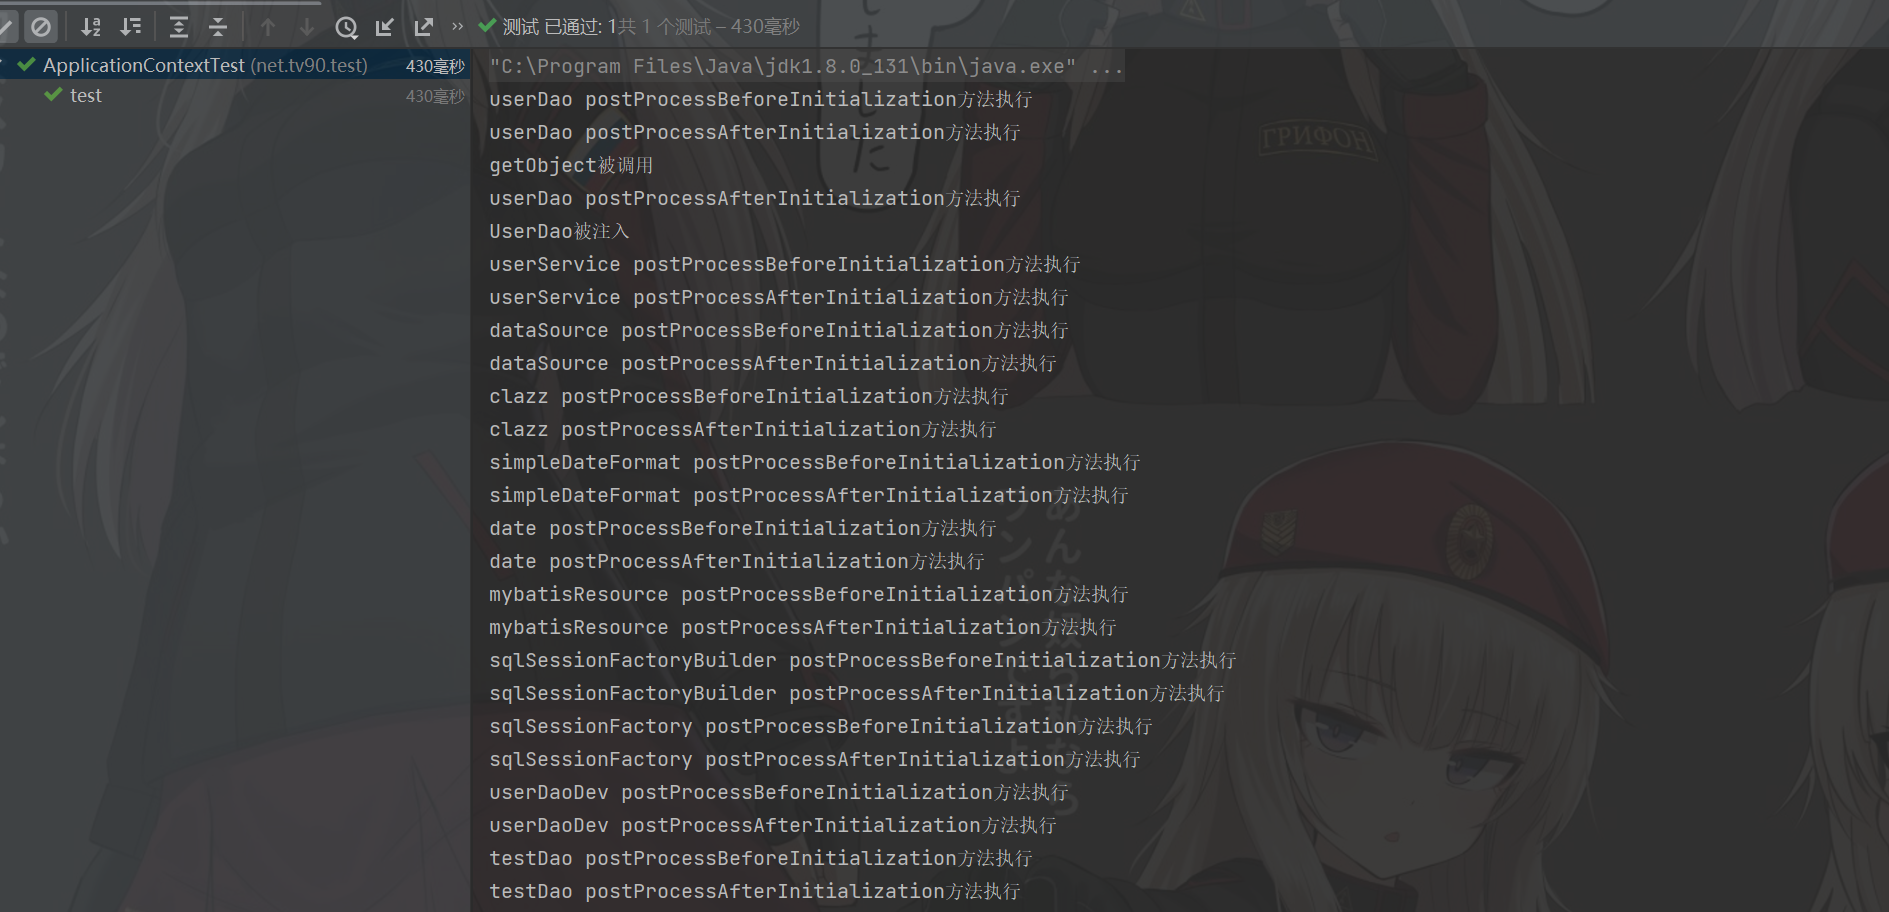 测试 已通过: 1共 1 个测试 – 430毫秒
ApplicationContextTest (net.tv90.test) 430毫秒
test 430毫秒
"C:\Program Files\Java\jdk1.8.0_131\bin\java.exe" ...
userDao postProcessBeforeInitialization方法执行
userDao postProcessAfterInitialization方法执行
getObject被调用
userDao postProcessAfterInitialization方法执行
UserDao被注入
userService postProcessBeforeInitialization方法执行
userService postProcessAfterInitialization方法执行
dataSource postProcessBeforeInitialization方法执行
dataSource postProcessAfterInitialization方法执行
clazz postProcessBeforeInitialization方法执行
clazz postProcessAfterInitialization方法执行
simpleDateFormat postProcessBeforeInitialization方法执行
simpleDateFormat postProcessAfterInitialization方法执行
date postProcessBeforeInitialization方法执行
date postProcessAfterInitialization方法执行
mybatisResource postProcessBeforeInitialization方法执行
mybatisResource postProcessAfterInitialization方法执行
sqlSessionFactoryBuilder postProcessBeforeInitialization方法执行
sqlSessionFactoryBuilder postProcessAfterInitialization方法执行
sqlSessionFactory postProcessBeforeInitialization方法执行
sqlSessionFactory postProcessAfterInitialization方法执行
userDaoDev postProcessBeforeInitialization方法执行
userDaoDev postProcessAfterInitialization方法执行
testDao postProcessBeforeInitialization方法执行
testDao postProcessAfterInitialization方法执行
ГРИФОН